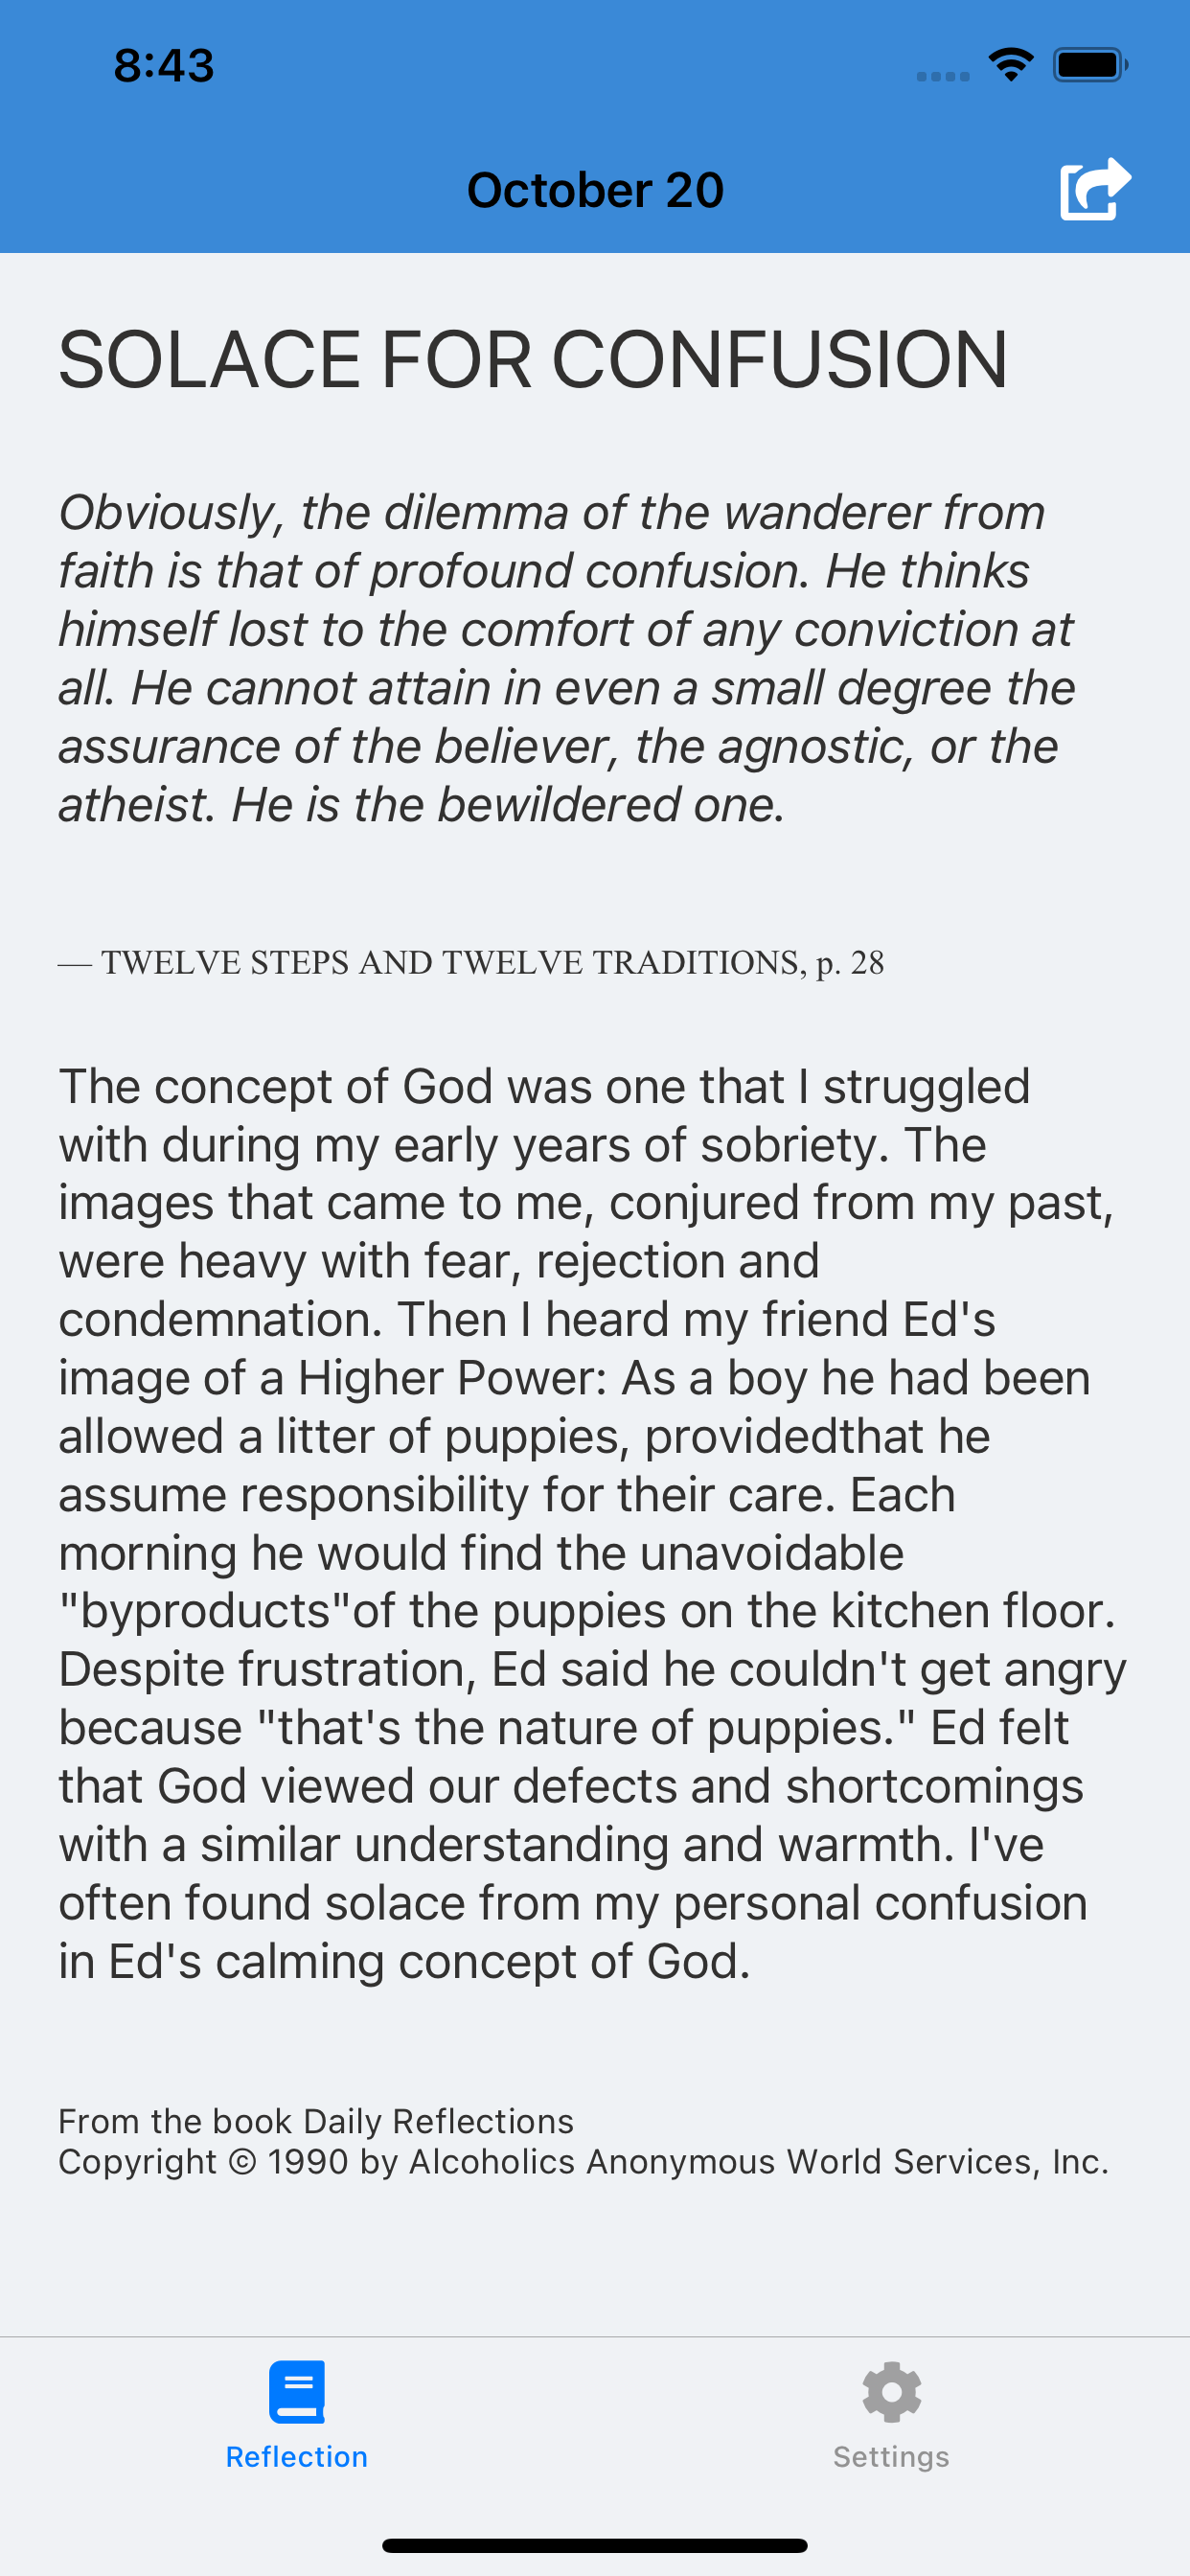 8:43
October 20
SOLACE FOR CONFUSION
Obviously, the dilemma of the wanderer from
faith is that of profound confusion. He thinks
himself lost to the comfort of any conviction at
all. He cannot attain in even a small degree the
assurance of the believer, the agnostic, or the
atheist. He is the bewildered one.
— TWELVE STEPS AND TWELVE TRADITIONS, p. 28
The concept of God was one that I struggled
with during my early years of sobriety. The
images that came to me, conjured from my past,
were heavy with fear, rejection and
condemnation. Then I heard my friend Ed's
image of a Higher Power: As a boy he had been
allowed a litter of puppies, providedthat he
assume responsibility for their care. Each
morning he would find the unavoidable
"byproducts"of the puppies on the kitchen floor.
Despite frustration, Ed said he couldn't get angry
because "that's the nature of puppies." Ed felt
that God viewed our defects and shortcomings
with a similar understanding and warmth. I've
often found solace from my personal confusion
in Ed's calming concept of God.
From the book Daily Reflections
Copyright © 1990 by Alcoholics Anonymous World Services, Inc.
Reflection
Settings